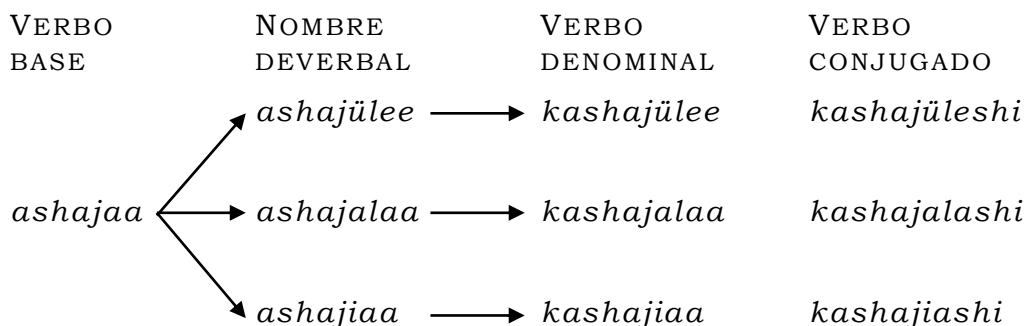 VERBO NOMBRE VERBO VERBO
BASE DEVERBAL DENOMINAL CONJUGADO
ashajülee kashajülee kashajüleshi
ashajaa ashajalaa kashajalaa kashajalashi
ashajiaa kashajiaa kashajiashi